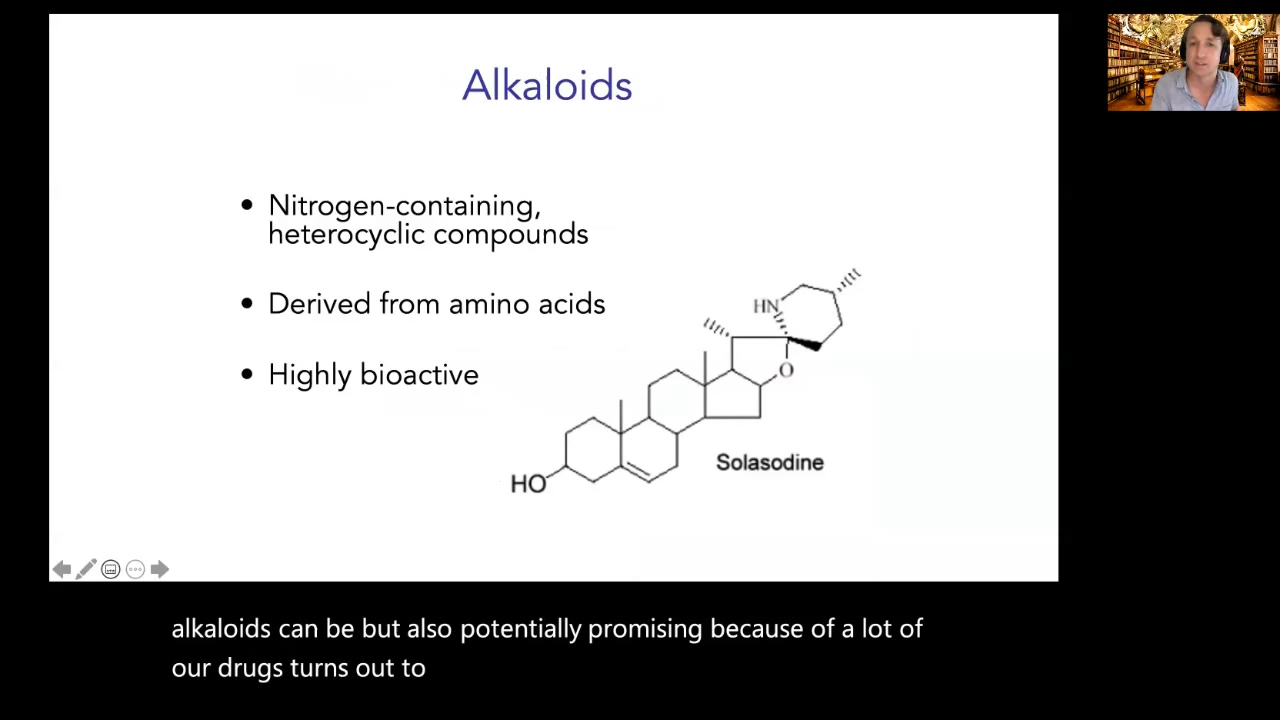 Alkaloids
• Nitrogen-containing,
heterocyclic compounds
• Derived from amino acids
• Highly bioactive
HN
O
HO
Solasodine
alkaloids can be but also potentially promising because of a lot of
our drugs turns out to